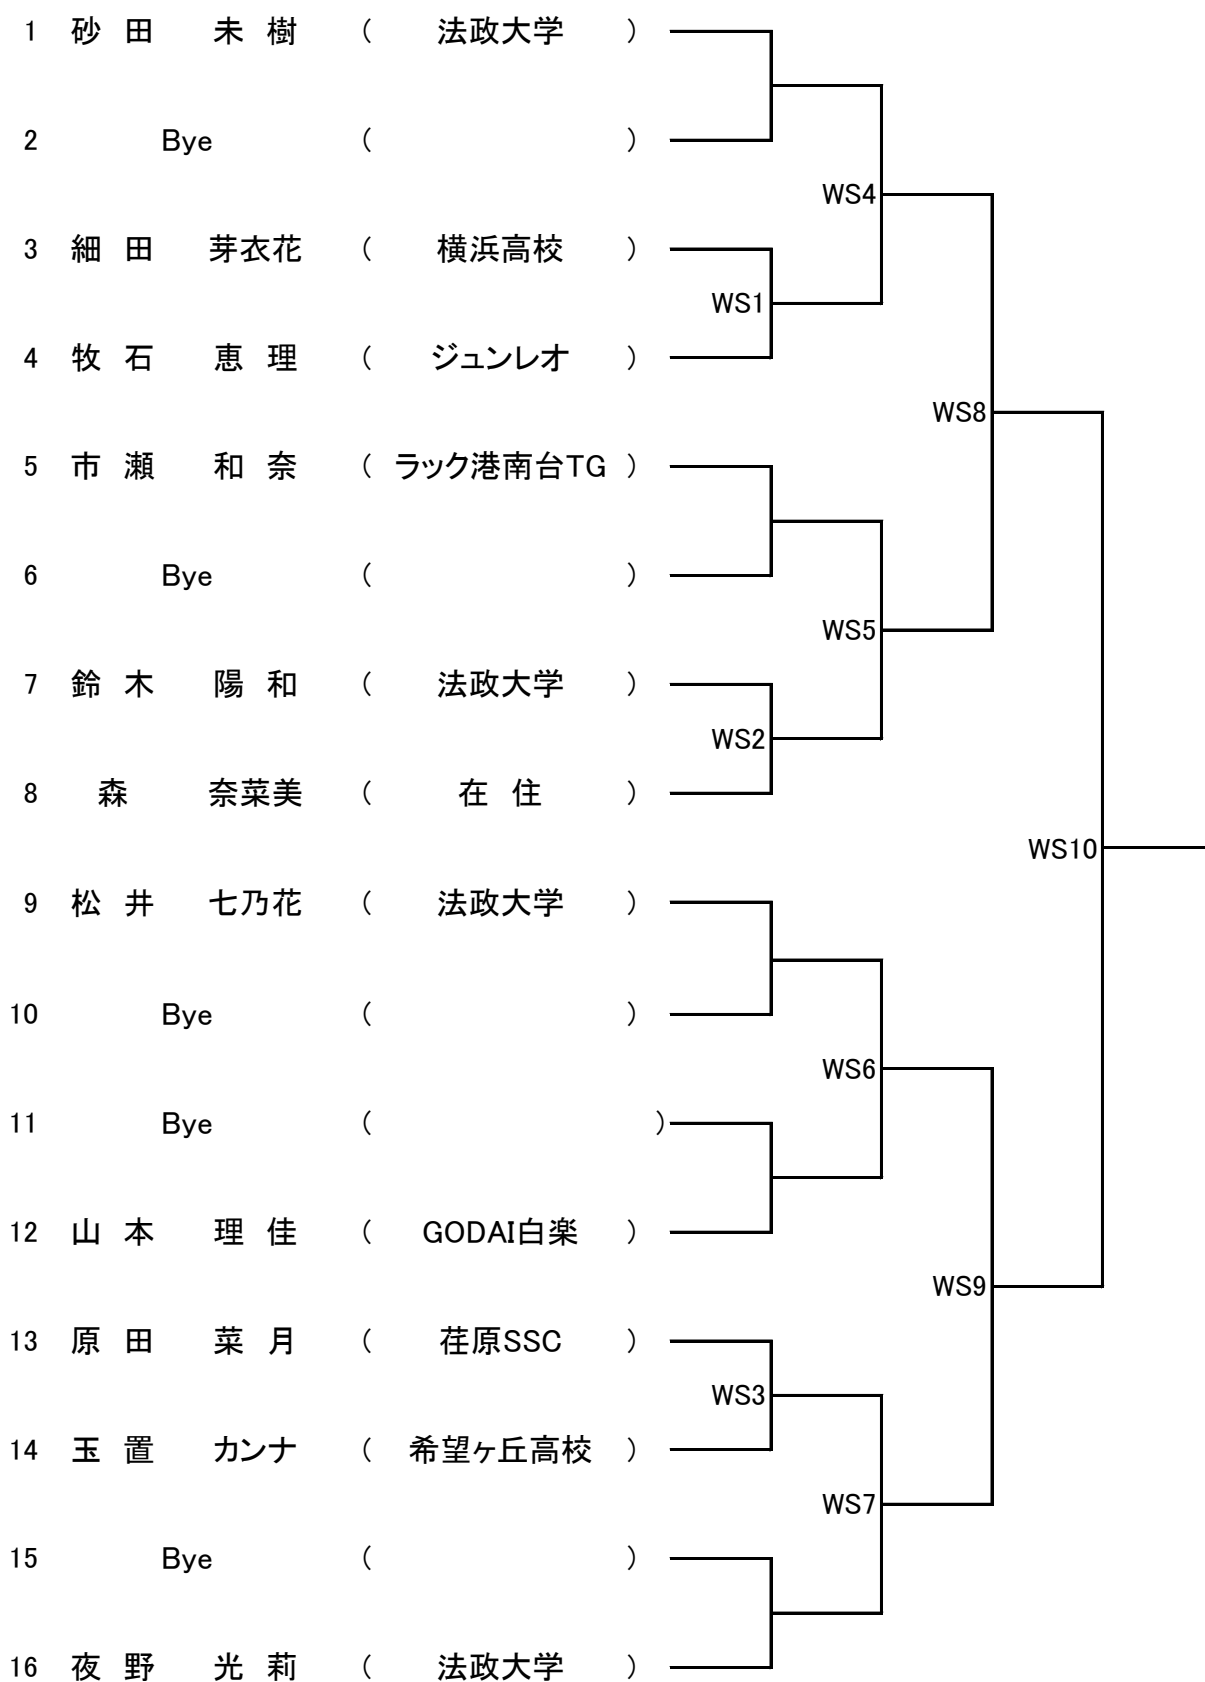 1 砂田 未樹 ( 法政大学 )
2 Bye ( )
WS4
3 細田 芽衣花 ( 横浜高校 )
WS1
4 牧石 恵理 ( ジュンレオ )
WS8
5 市瀬 和奈 ( ラック港南台TG )
6 Bye ( )
WS5
7 鈴木 陽和 ( 法政大学 )
WS2
8 森 奈菜美 ( 在住 )
WS10
9 松井 七乃花 ( 法政大学 )
10 Bye ( )
WS6
11 Bye ( )
12 山本 理佳 ( GODAI白楽 )
WS9
13 原田 菜月 ( 荏原SSC )
WS3
14 玉置 カンナ ( 希望ヶ丘高校 )
WS7
15 Bye ( )
16 夜野 光莉 ( 法政大学 )